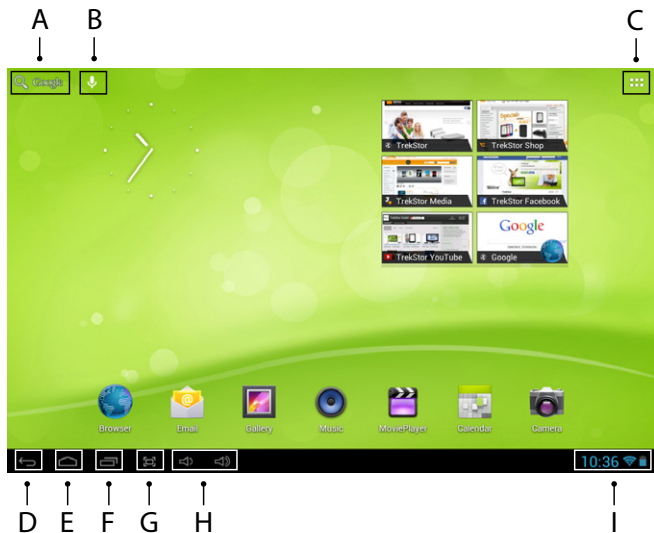 A B C
Google
TrekStor TrekStor Shop
TrekStor Media TrekStor Facebook
Google
TrekStor YouTube Google
Browser Email Gallery Music MoviePlayer Calendar Camera
10:36
D E F G H I